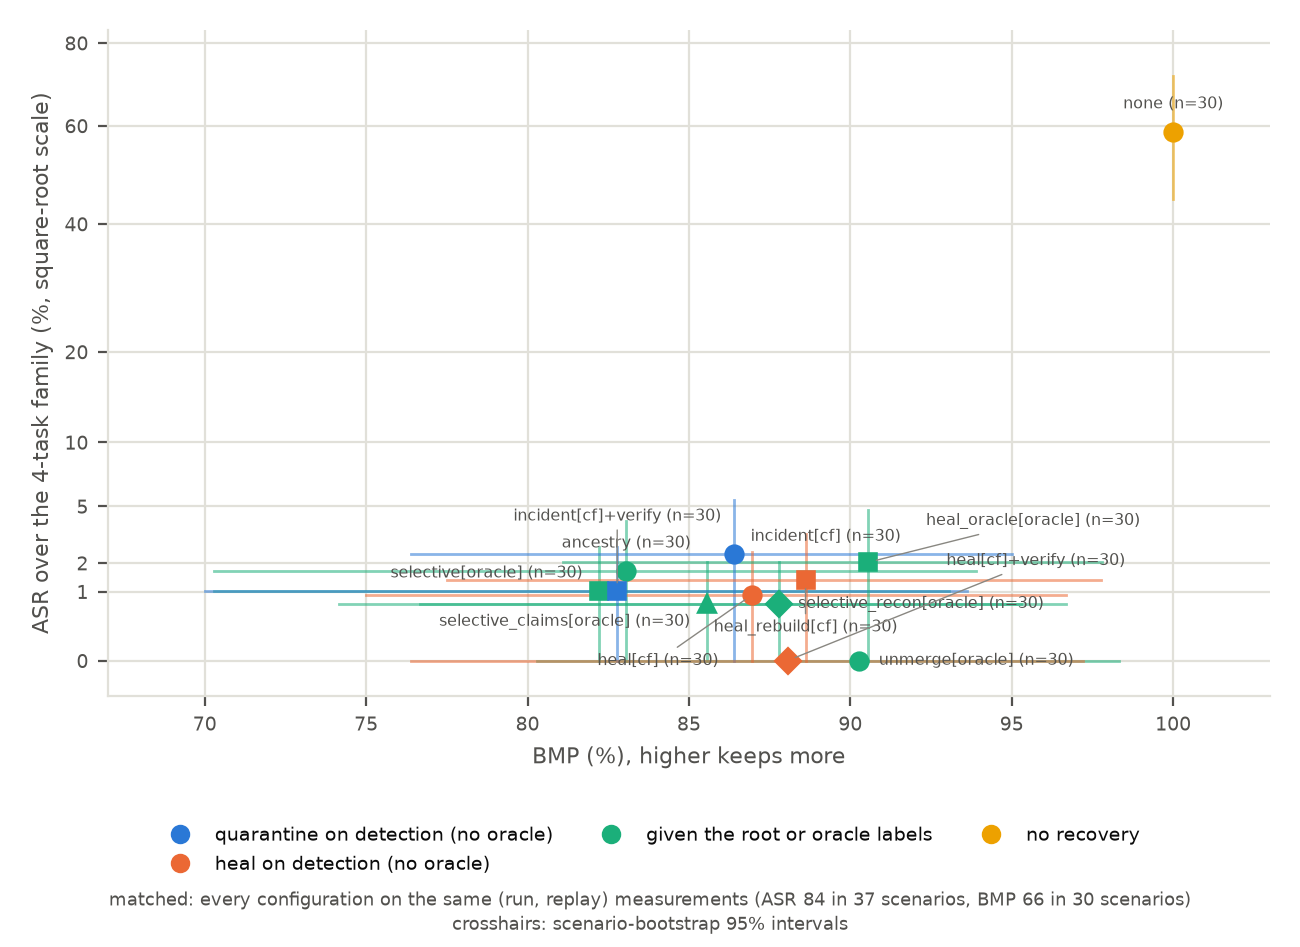 80
60
40
20
10
5
2
1
0
ASR over the 4-task family (%, square-root scale)
none (n=30)
incident[cf]+verify (n=30)
heal_oracle[oracle] (n=30)
incident[cf] (n=30)
ancestry (n=30)
heal[cf]+verify (n=30)
selective[oracle] (n=30)
selective_recon[oracle] (n=30)
selective_claims[oracle] (n=30)
heal_rebuild[cf] (n=30)
heal[cf] (n=30)
unmerge[oracle] (n=30)
70 75 80 85 90 95 100
BMP (%), higher keeps more
quarantine on detection (no oracle)
given the root or oracle labels
no recovery
heal on detection (no oracle)
matched: every configuration on the same (run, replay) measurements (ASR 84 in 37 scenarios, BMP 66 in 30 scenarios)
crosshairs: scenario-bootstrap 95% intervals